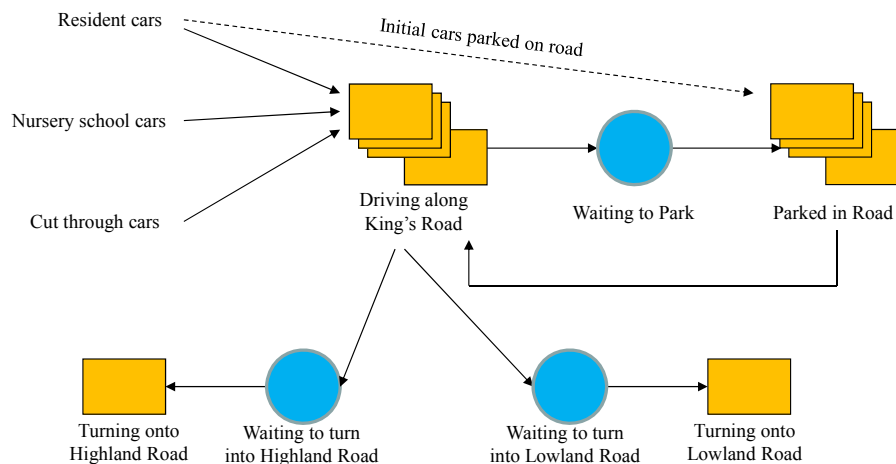 Resident cars
Initial cars parked on road
Nursery school cars
Cut through cars
Driving along
King's Road
Waiting to Park
Parked in Road
Turning onto
Highland Road
Waiting to turn
into Highland Road
Waiting to turn
into Lowland Road
Turning onto
Lowland Road